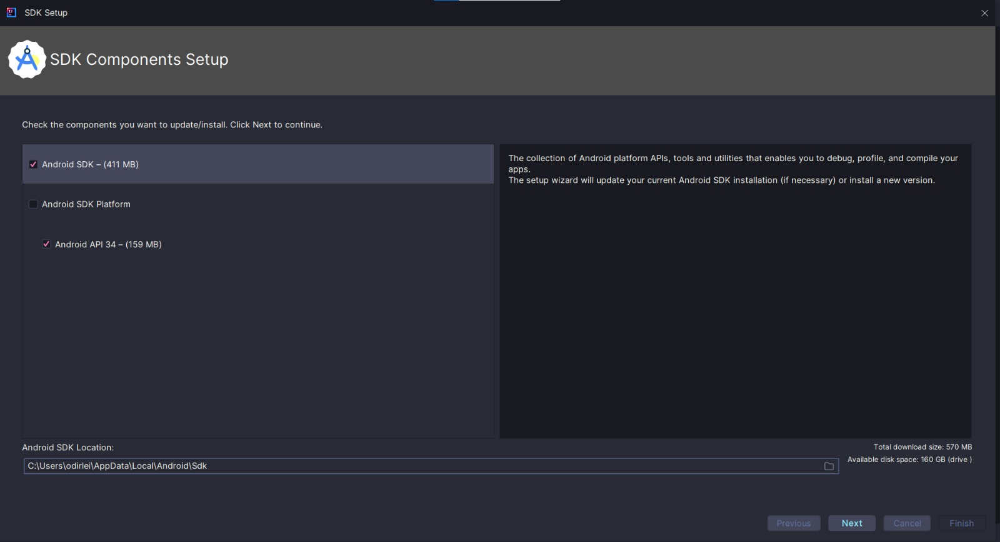 SDK Setup
SDK Components Setup
Check the components you want to update/install. Click Next to continue.
Android SDK – (411 MB)
Android SDK Platform
Android API 34 – (159 MB)
The collection of Android platform APIs, tools and utilities that enables you to debug, profile, and compile your
apps.
The setup wizard will update your current Android SDK installation (if necessary) or install a new version.
Android SDK Location:
C:\Users\odirlei\AppData\Local\Android\Sdk
Total download size: 570 MB
Available disk space: 160 GB (drive )
Previous
Next
Cancel
Finish